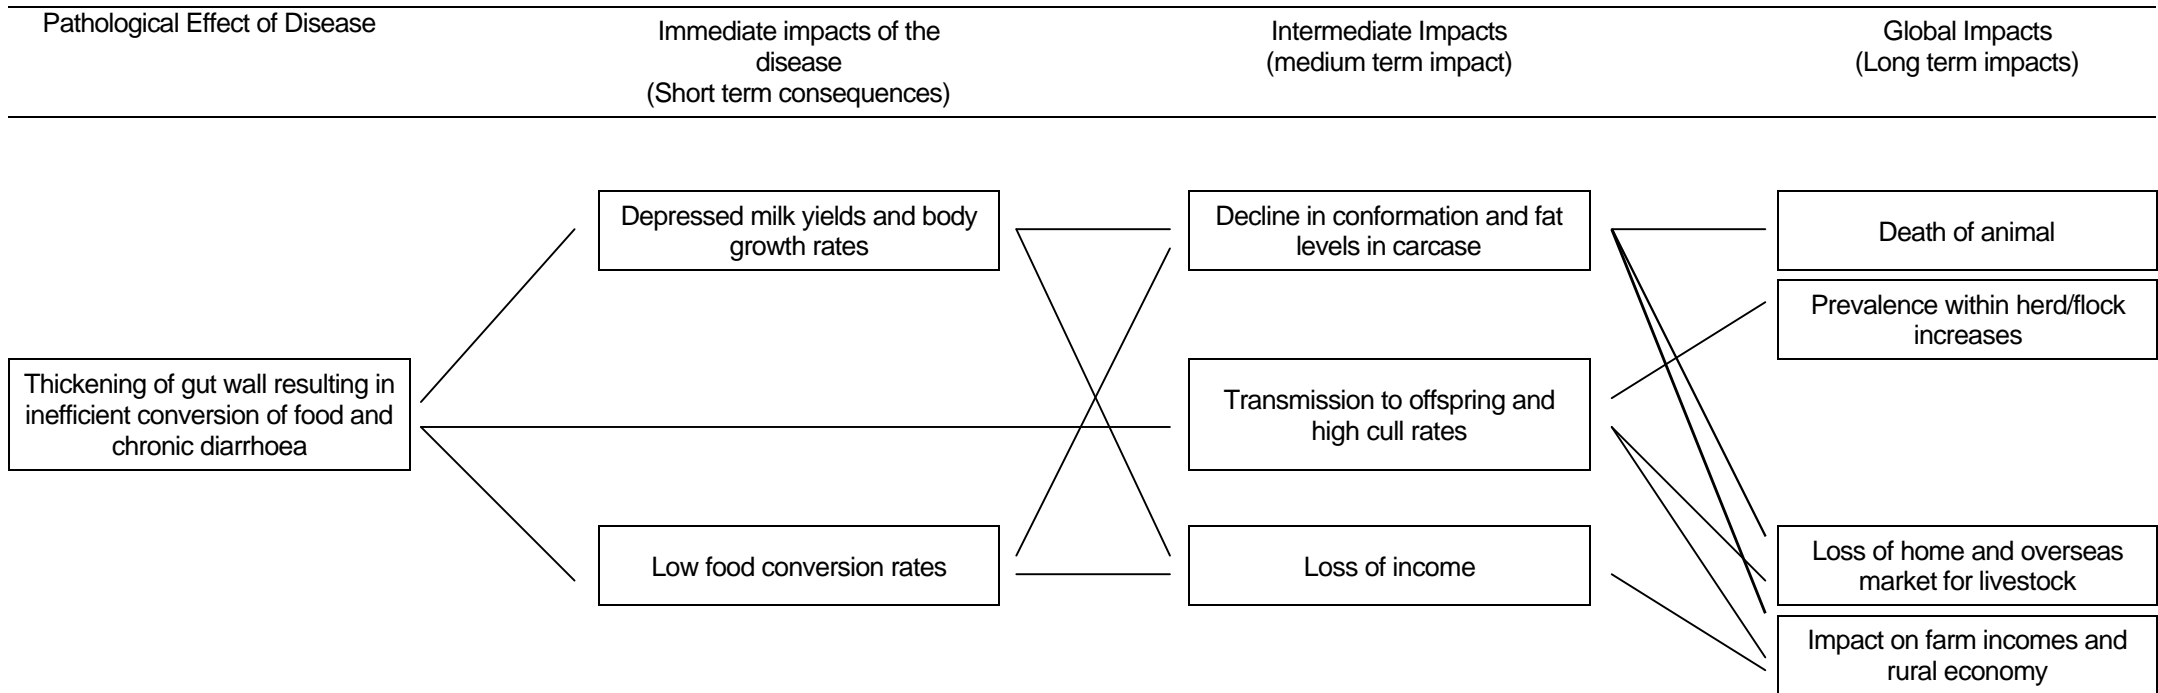 Pathological Effect of Disease
Immediate impacts of the
disease
(Short term consequences)
Intermediate Impacts
(medium term impact)
Global Impacts
(Long term impacts)
Thickening of gut wall resulting in
inefficient conversion of food and
chronic diarrhoea
Depressed milk yields and body
growth rates
Low food conversion rates
Decline in conformation and fat
levels in carcase
Transmission to offspring and
high cull rates
Loss of income
Death of animal
Prevalence within herd/flock
increases
Loss of home and overseas
market for livestock
Impact on farm incomes and
rural economy